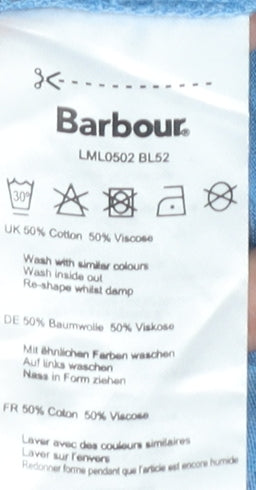 Barbour®
LML0502 BL52
30°
UK 50% Cotton 50% Viscose
Wash with similar colours
Wash inside out
Re-shape whilst damp
DE 50% Baumwolle 50% Viskose
Mit ähnlichen Farben waschen
Auf links waschen
Nass in Form ziehen
FR 50% Coton 50% Viscose
Laver avec des couleurs similaires
Laver sur l'envers
Redonner forme pendant que l'article est encore humide